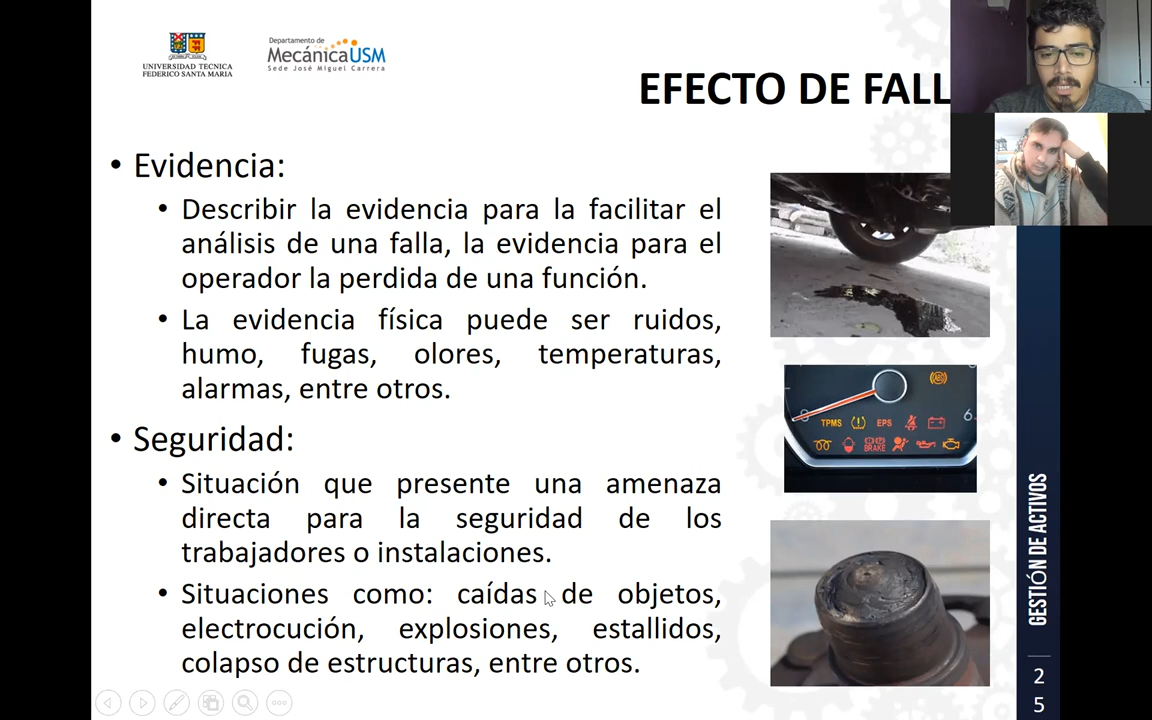 UNIVERSIDAD TECNICA
FEDERICO SANTA MARIA
Departamento de
MecánicaUSM
Sede José Miguel Carrera
EFECTO DE FALL
• Evidencia:
• Describir la evidencia para la facilitar el
análisis de una falla, la evidencia para el
operador la perdida de una función.
• La evidencia física puede ser ruidos,
humo, fugas, olores, temperaturas,
alarmas, entre otros.
• Seguridad:
• Situación que presente una amenaza
directa para la seguridad de los
trabajadores o instalaciones.
• Situaciones como: caídas de objetos,
electrocución, explosiones, estallidos,
colapso de estructuras, entre otros.
ABS
6
TPMS
EPS
BRAKE
GESTIÓN DE ACTIVOS
2
5